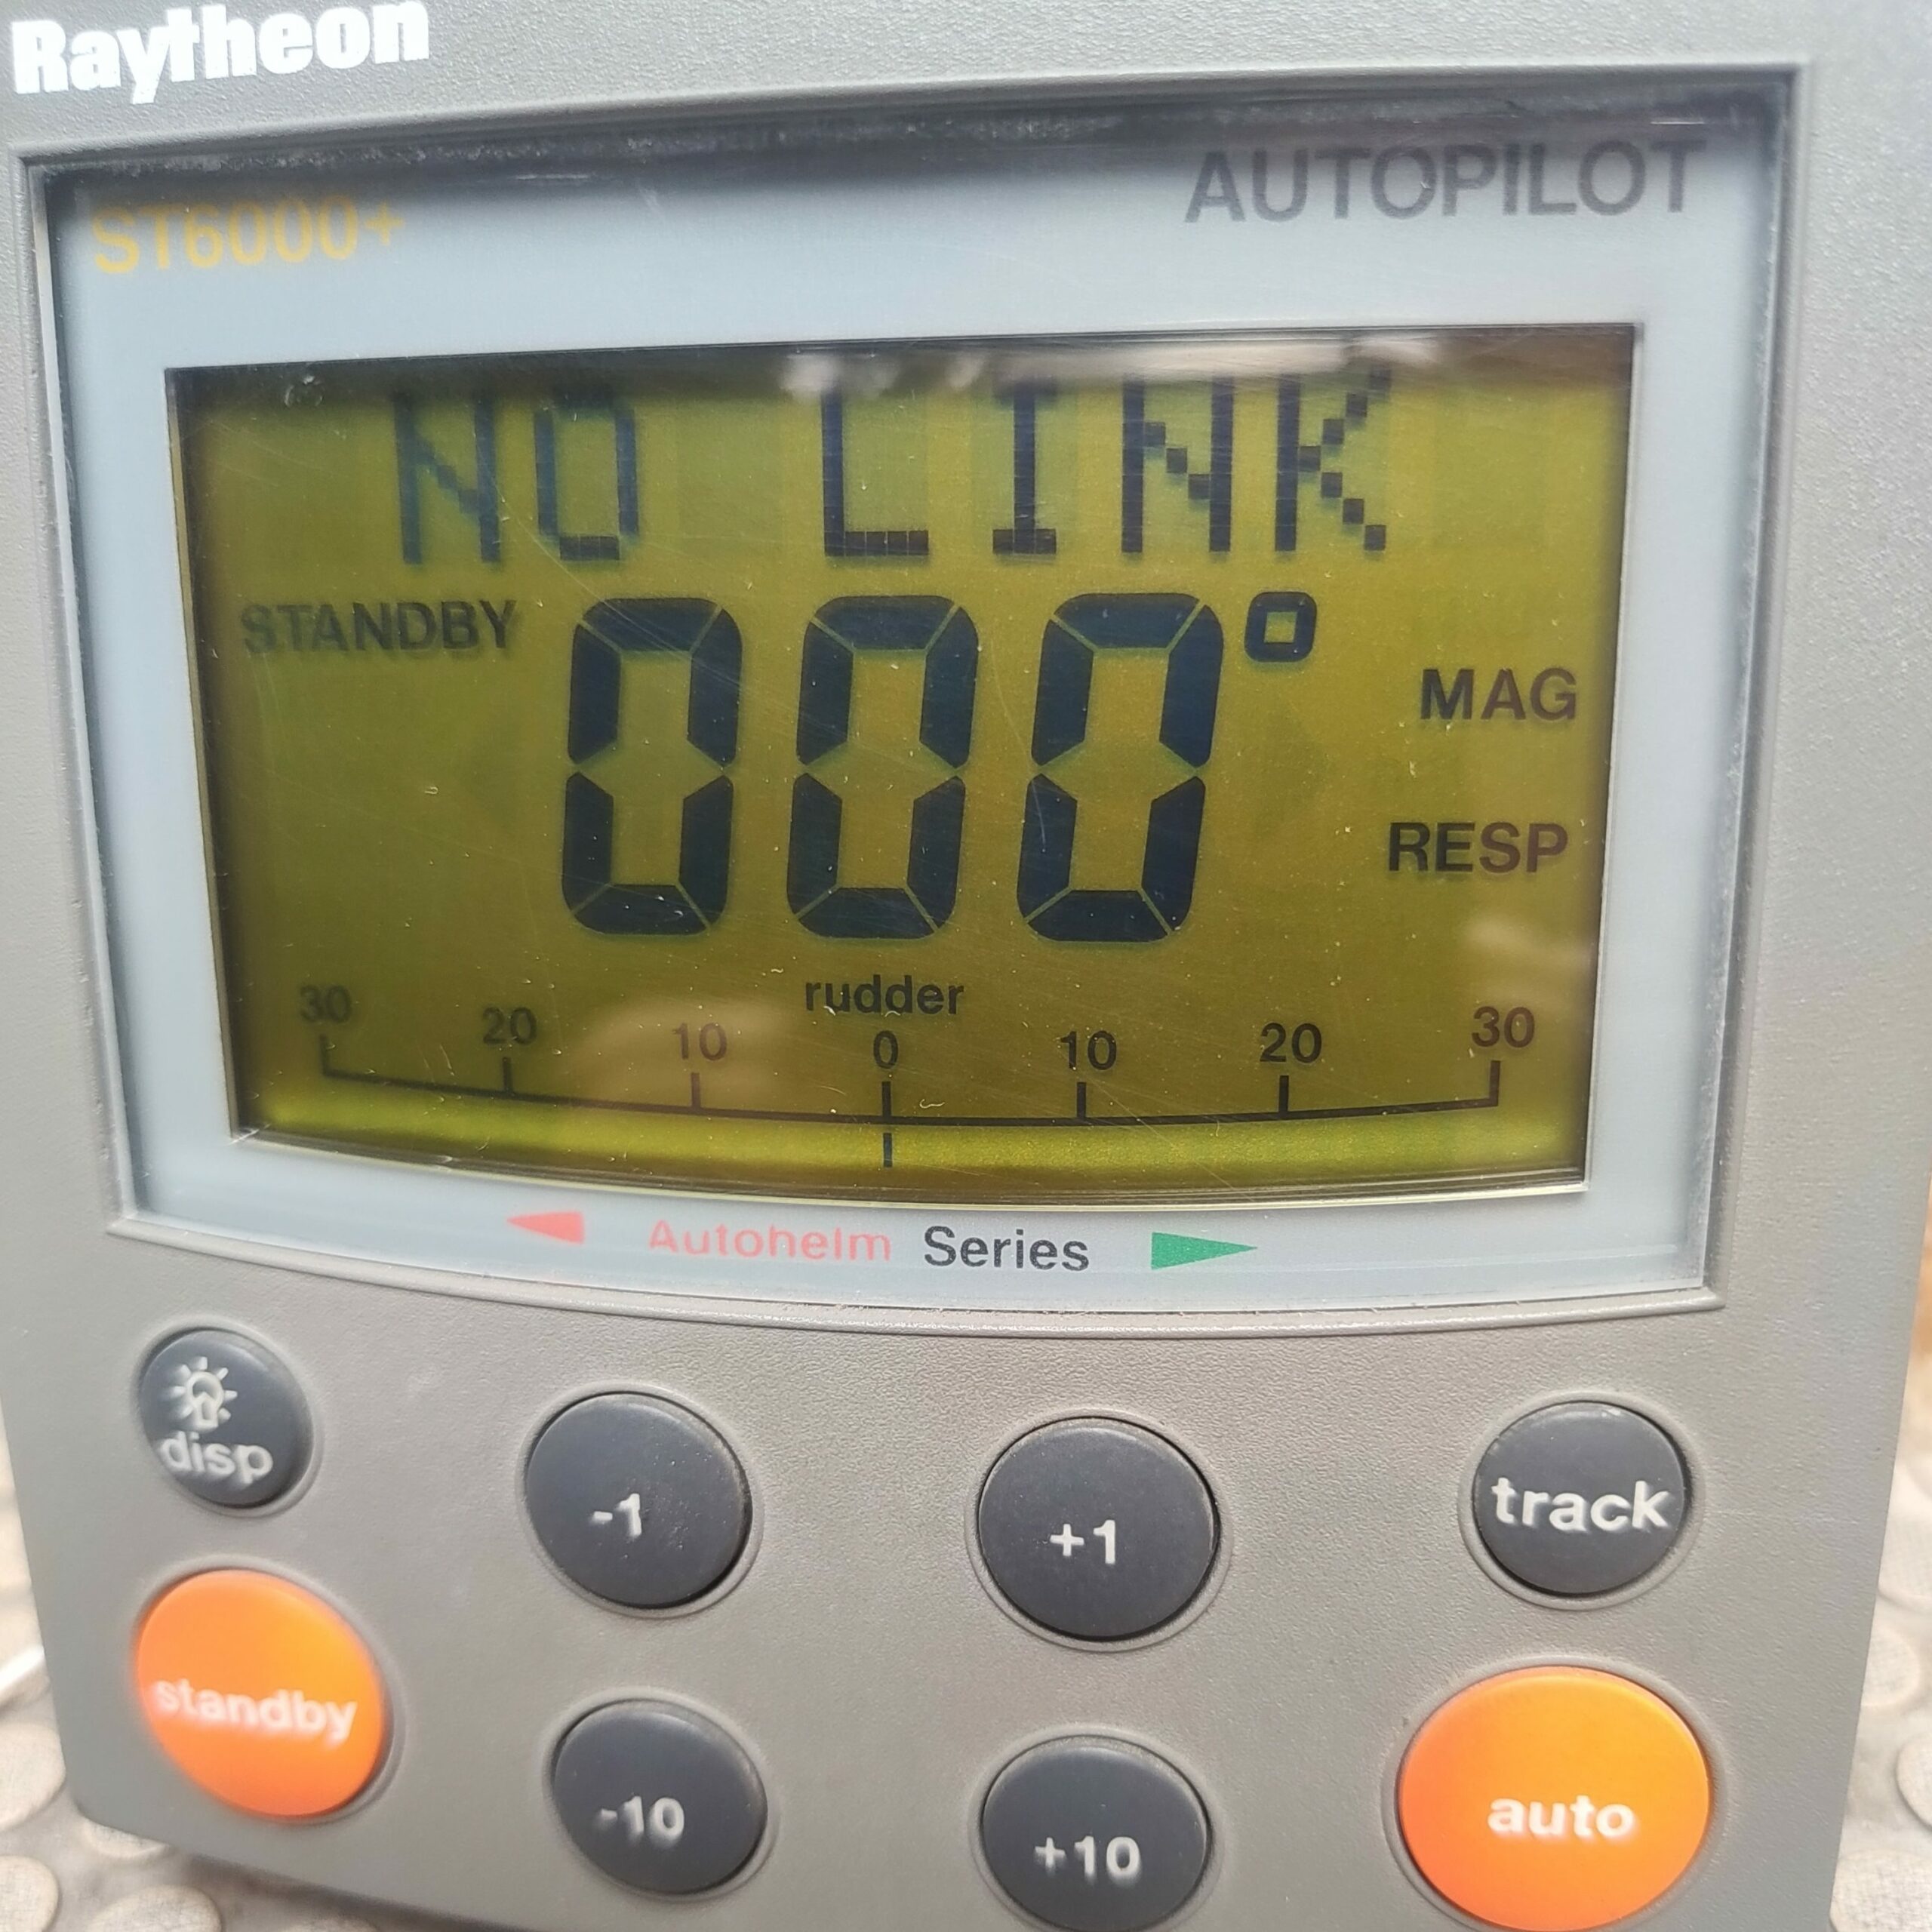 Raytheon
ST6000+ AUTOPILOT
NO LINK
STANDBY 000° MAG
RESP
rudder
30 20 10 0 10 20 30
Autohelm Series
disp -1 +1 track
standby -10 +10 auto